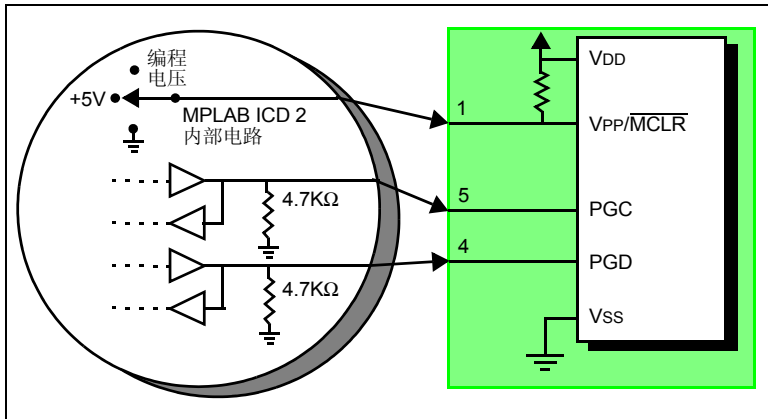 编程
电压
+5V
MPLAB ICD 2
内部电路
4.7KΩ
4.7KΩ
1
5
4
VDD
VPP/MCLR
PGC
PGD
VSS